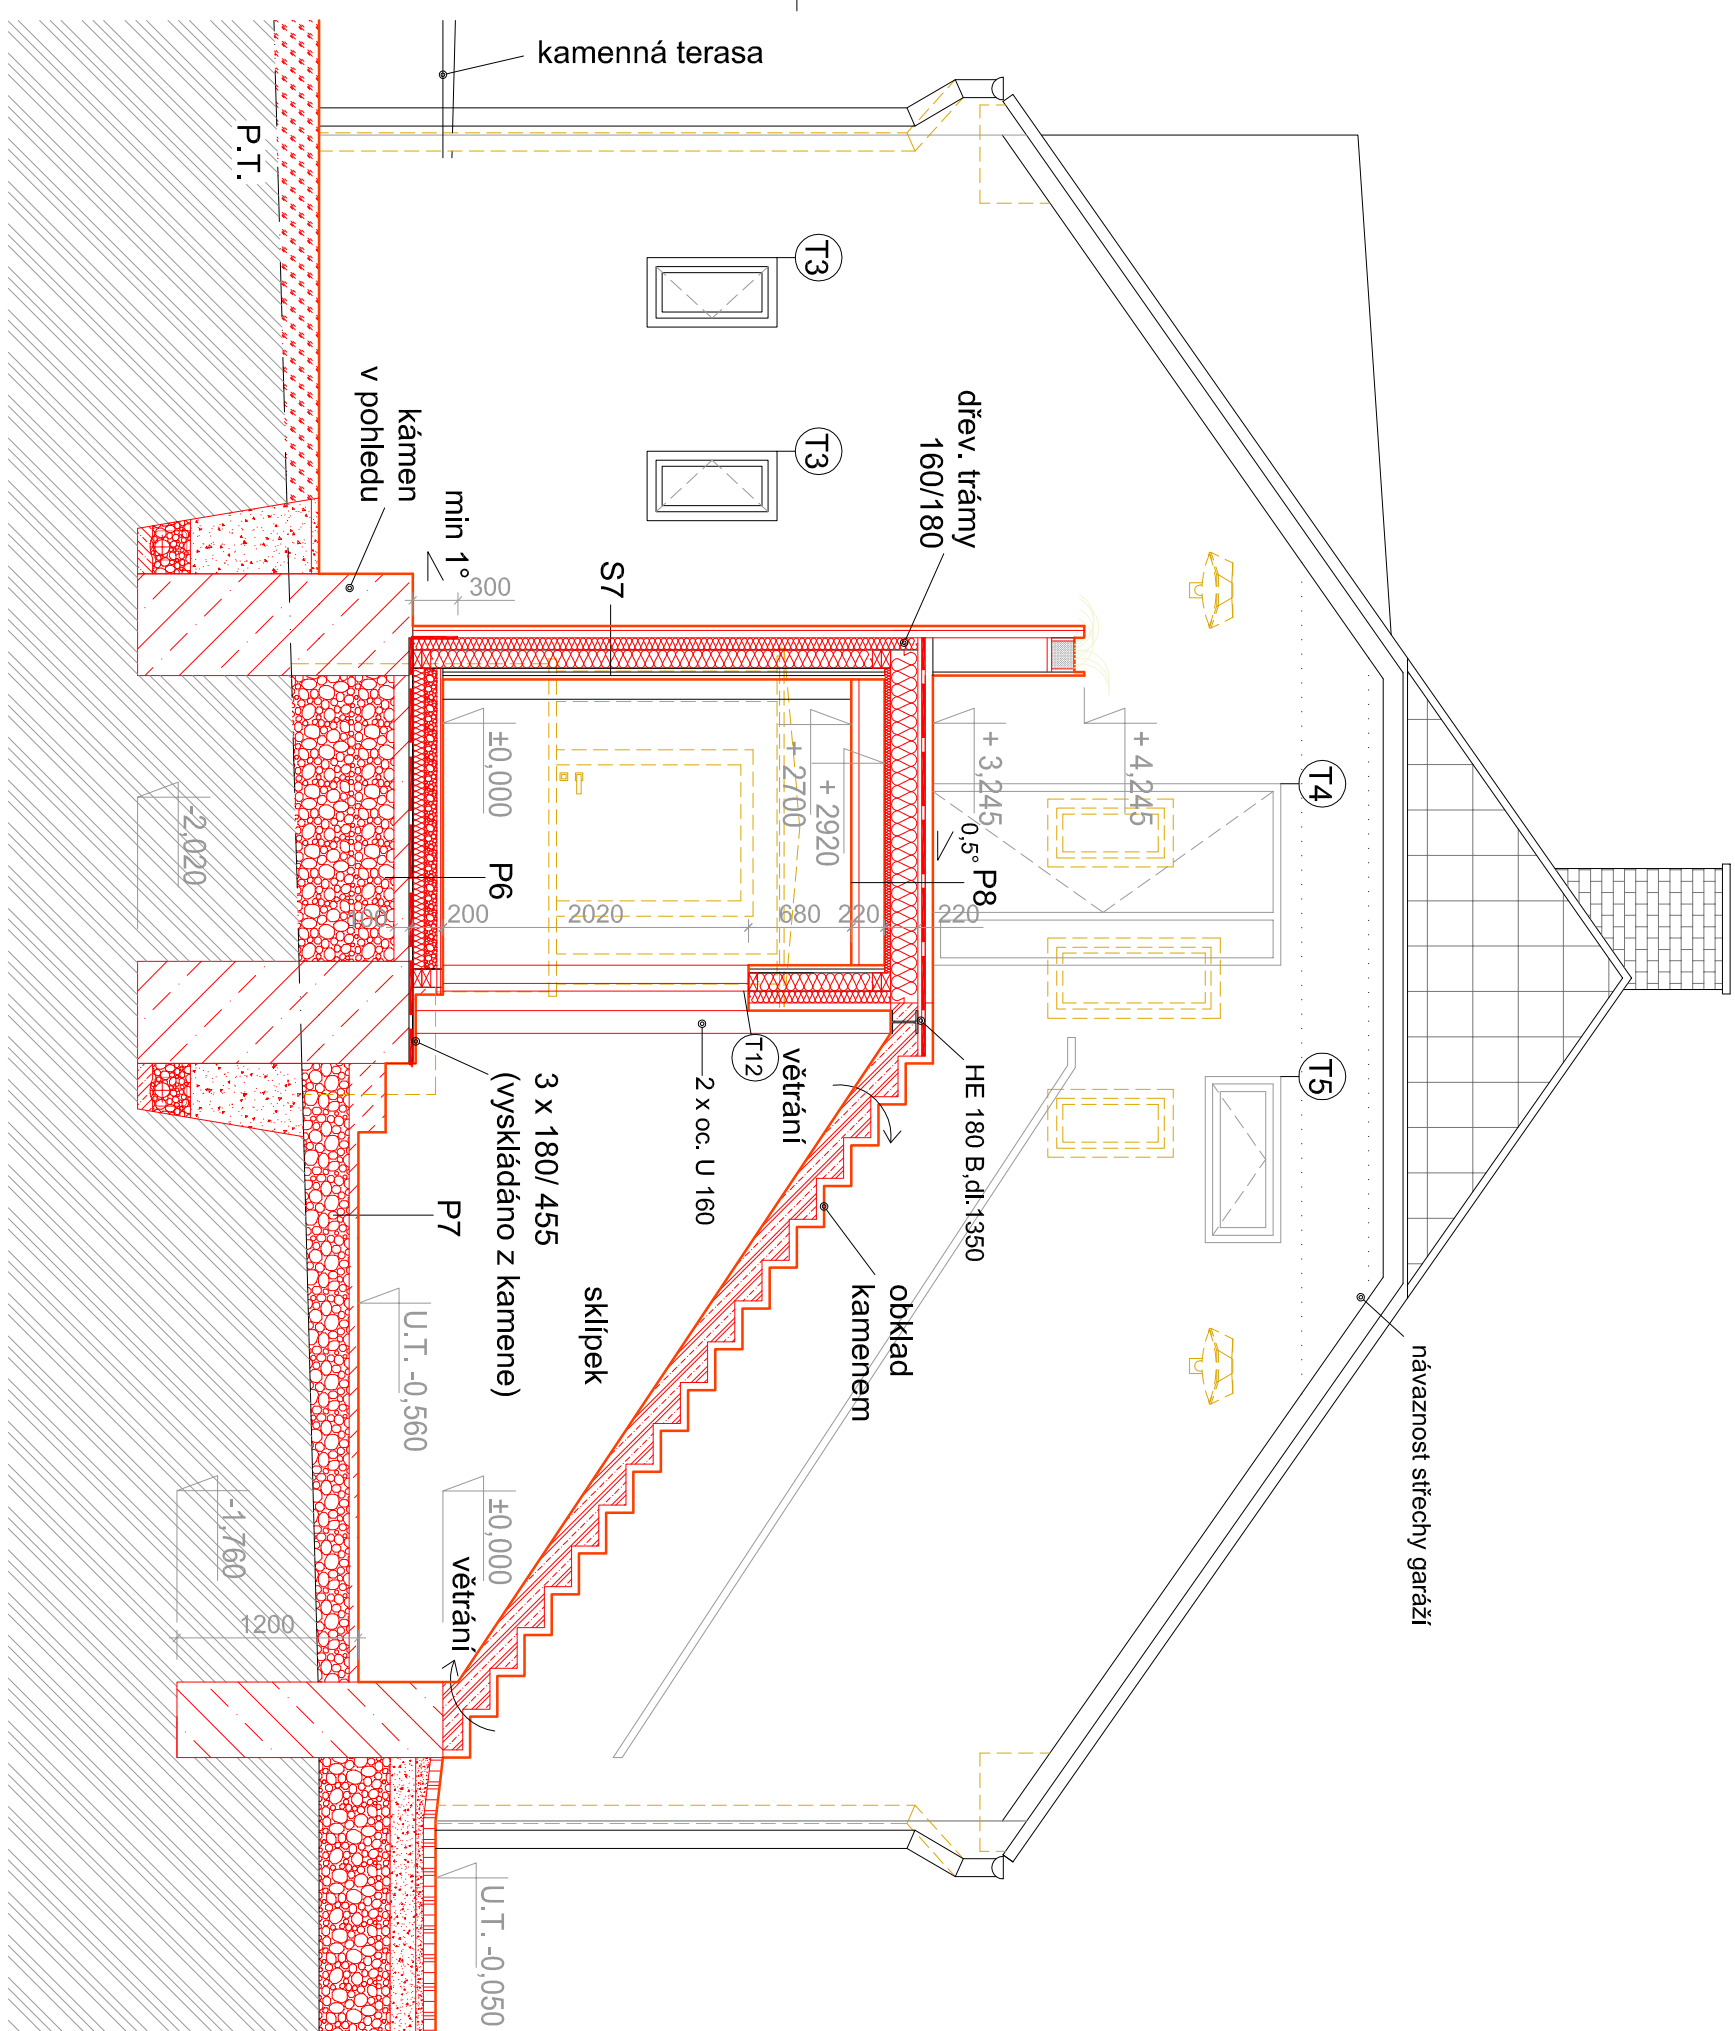 kamenná terasa
P.T.
T3
T3
kámen
v pohledu
min 1°
300
dřev. trámy
160/180
S7
T4
T5
+ 4,245
+ 3,245
0,5°
P8
+ 2920
+ 2700
±0,000
-2,020
P6
100
200
2020
680
220
220
T12
větrání
HE 180 B,dl.1350
2 x oc. U 160
3 x 180/ 455
(vyskládáno z kamene)
P7
sklípek
obklad
kamenem
návaznost střechy garáží
U.T. -0,560
±0,000
-1,760
1200
větrání
U.T. -0,050